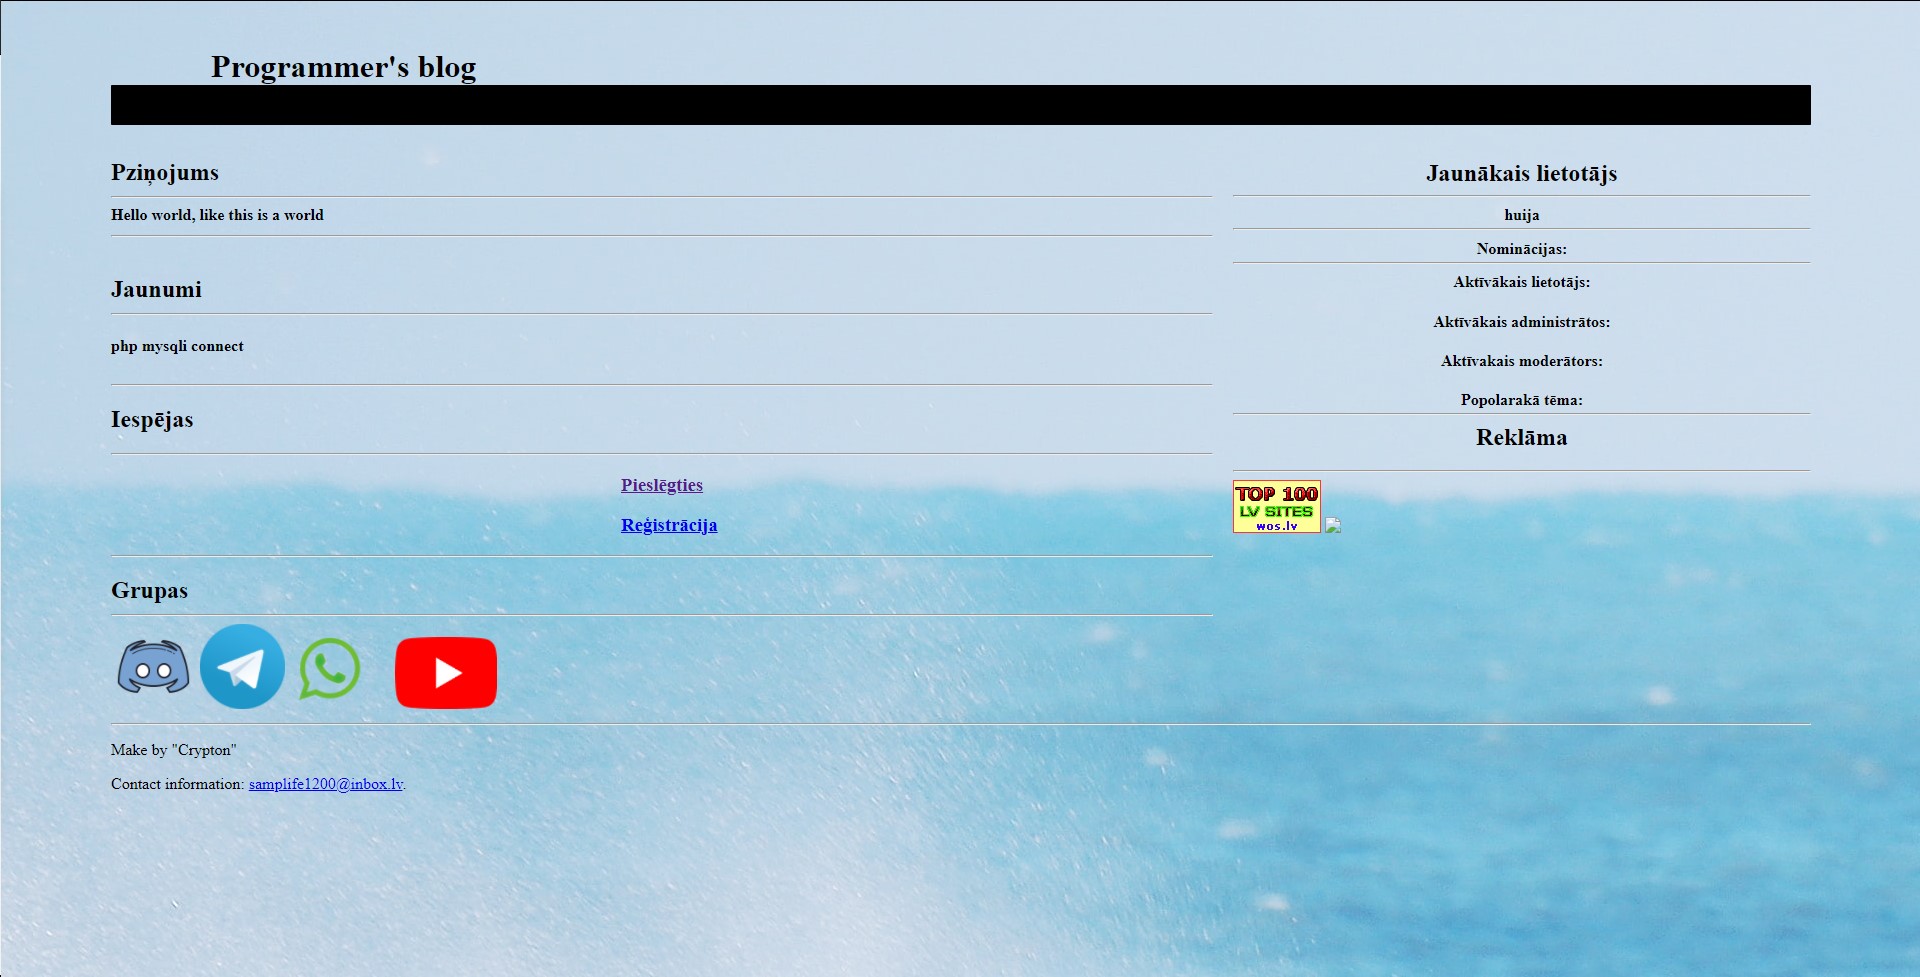 Programmer's blog
Pziņojums
Hello world, like this is a world
Jaunumi
php mysqli connect
Iespējas
Pieslēgties
Reģistrācija
Grupas
Jaunākais lietotājs
huija
Nominācijas:
Aktīvākais lietotājs:
Aktīvākais administrātos:
Aktīvakais moderātors:
Popolarakā tēma:
Reklāma
TOP 100
LV SITES
wos.lv
Make by "Crypton"
Contact information: samplife1200@inbox.lv.